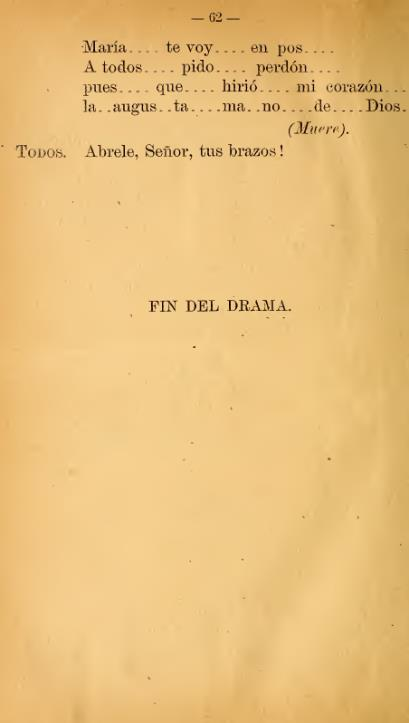 — 62 —
María.... te voy.... en pos....
A todos.... pido.... perdón....
pues.... que.... hirió.... mi corazón...
la..augus..ta....ma..no....de....Dios.
(Muere).
TODOS. Abrele, Señor, tus brazos!
FIN DEL DRAMA.